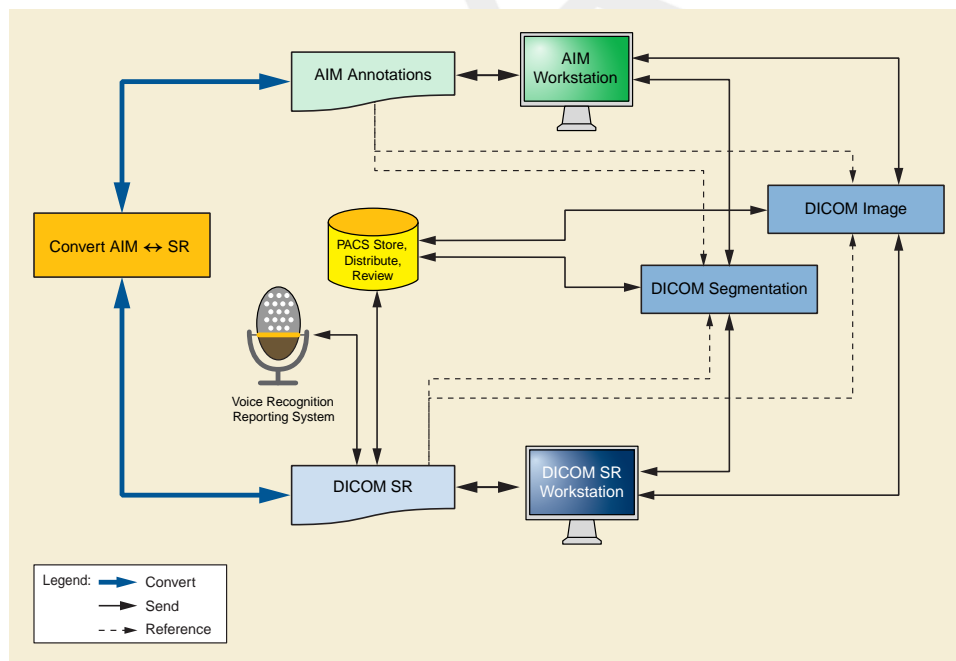 AIM Annotations
AIM
Workstation
DICOM Image
Convert AIM ↔ SR
PACS Store,
Distribute,
Review
DICOM Segmentation
Voice Recognition
Reporting System
DICOM SR
DICOM SR
Workstation
Legend:
Convert
Send
Reference